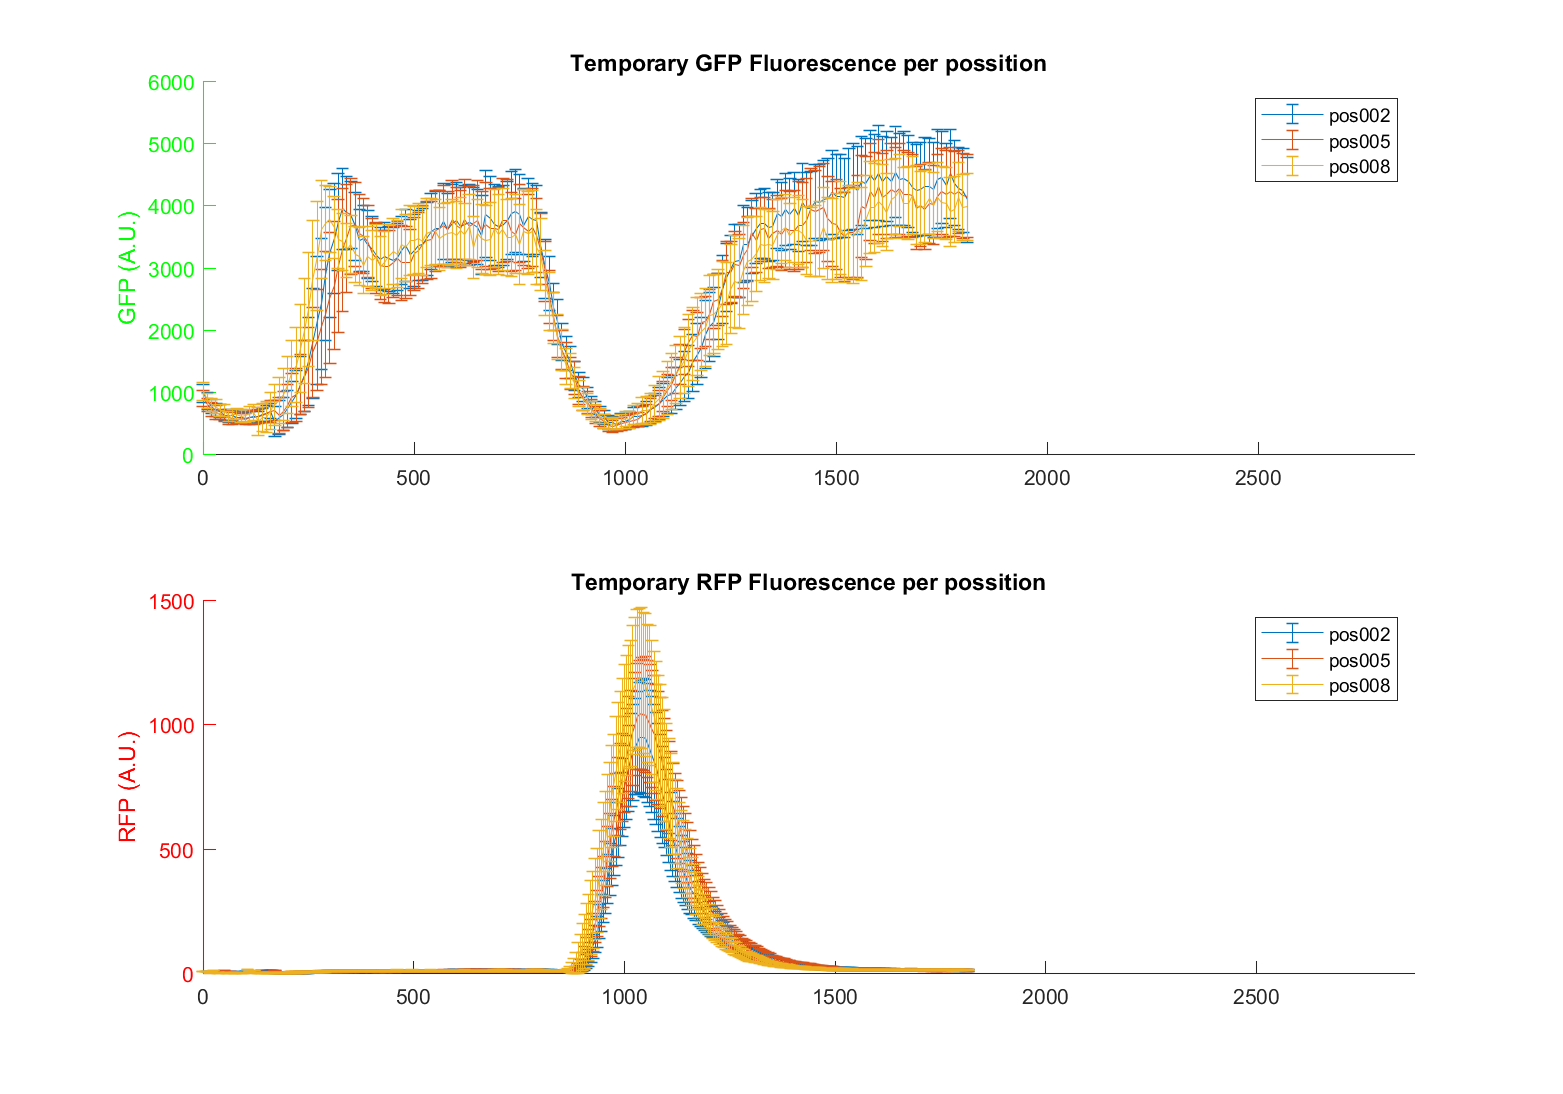 Temporary GFP Fluorescence per possition
6000
5000
4000
3000
2000
1000
0
GFP (A.U.)
pos002
pos005
pos008
0 500 1000 1500 2000 2500
Temporary RFP Fluorescence per possition
1500
1000
500
0
RFP (A.U.)
pos002
pos005
pos008
0 500 1000 1500 2000 2500